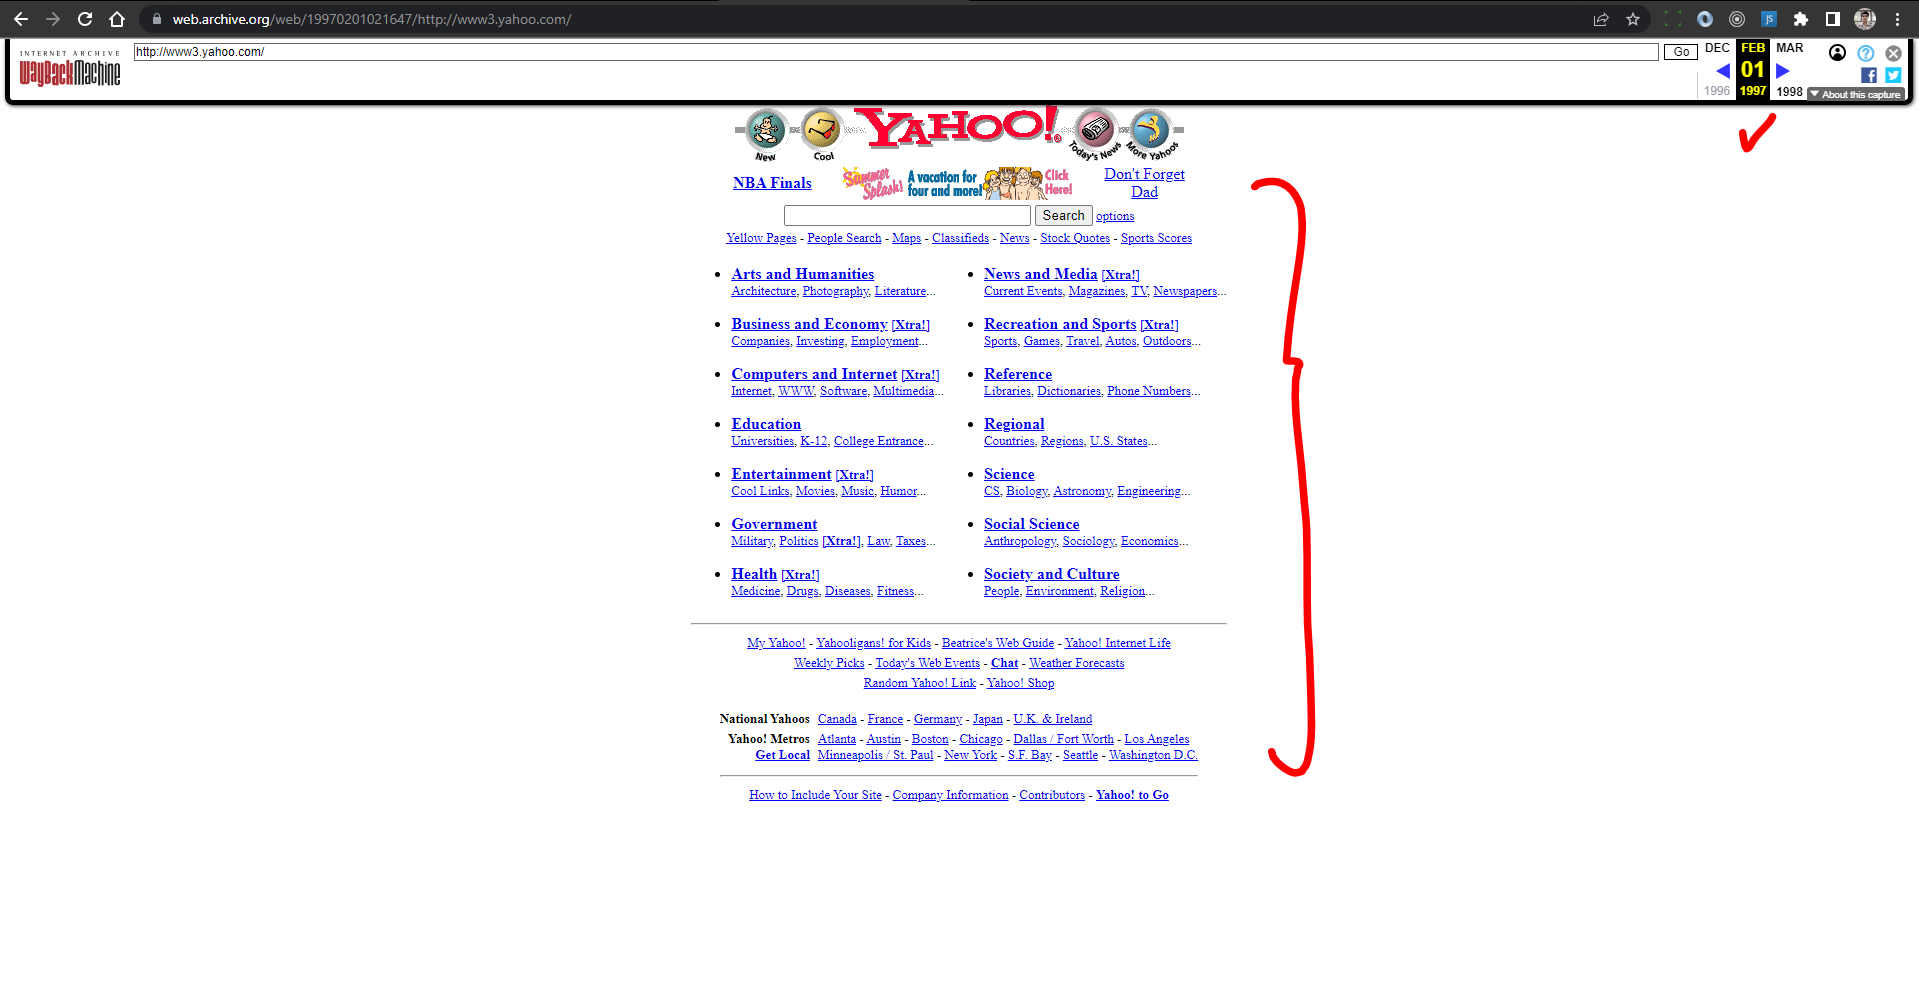 web.archive.org/web/19970201021647/http://www3.yahoo.com/
INTERNET ARCHIVE
WayBackMachine
http://www3.yahoo.com/
Go
DEC FEB MAR
01
1996 1997 1998
About this capture
New Cool YAHOO! Today's News More Yahoos
NBA Finals
Summer Splash!
A vacation for
four and more!
Click
Here!
Don't Forget
Dad
Search options
Yellow Pages - People Search - Maps - Classifieds - News - Stock Quotes - Sports Scores
Arts and Humanities
Architecture, Photography, Literature...
Business and Economy [Xtra!]
Companies, Investing, Employment...
Computers and Internet [Xtra!]
Internet, WWW, Software, Multimedia...
Education
Universities, K-12, College Entrance...
Entertainment [Xtra!]
Cool Links, Movies, Music, Humor...
Government
Military, Politics [Xtra!], Law, Taxes...
Health [Xtra!]
Medicine, Drugs, Diseases, Fitness...
News and Media [Xtra!]
Current Events, Magazines, TV, Newspapers...
Recreation and Sports [Xtra!]
Sports, Games, Travel, Autos, Outdoors...
Reference
Libraries, Dictionaries, Phone Numbers...
Regional
Countries, Regions, U.S. States...
Science
CS, Biology, Astronomy, Engineering...
Social Science
Anthropology, Sociology, Economics...
Society and Culture
People, Environment, Religion...
My Yahoo! - Yahooligans! for Kids - Beatrice's Web Guide - Yahoo! Internet Life
Weekly Picks - Today's Web Events - Chat - Weather Forecasts
Random Yahoo! Link - Yahoo! Shop
National Yahoos Canada - France - Germany - Japan - U.K. & Ireland
Yahoo! Metros Atlanta - Austin - Boston - Chicago - Dallas / Fort Worth - Los Angeles
Get Local Minneapolis / St. Paul - New York - S.F. Bay - Seattle - Washington D.C.
How to Include Your Site - Company Information - Contributors - Yahoo! to Go